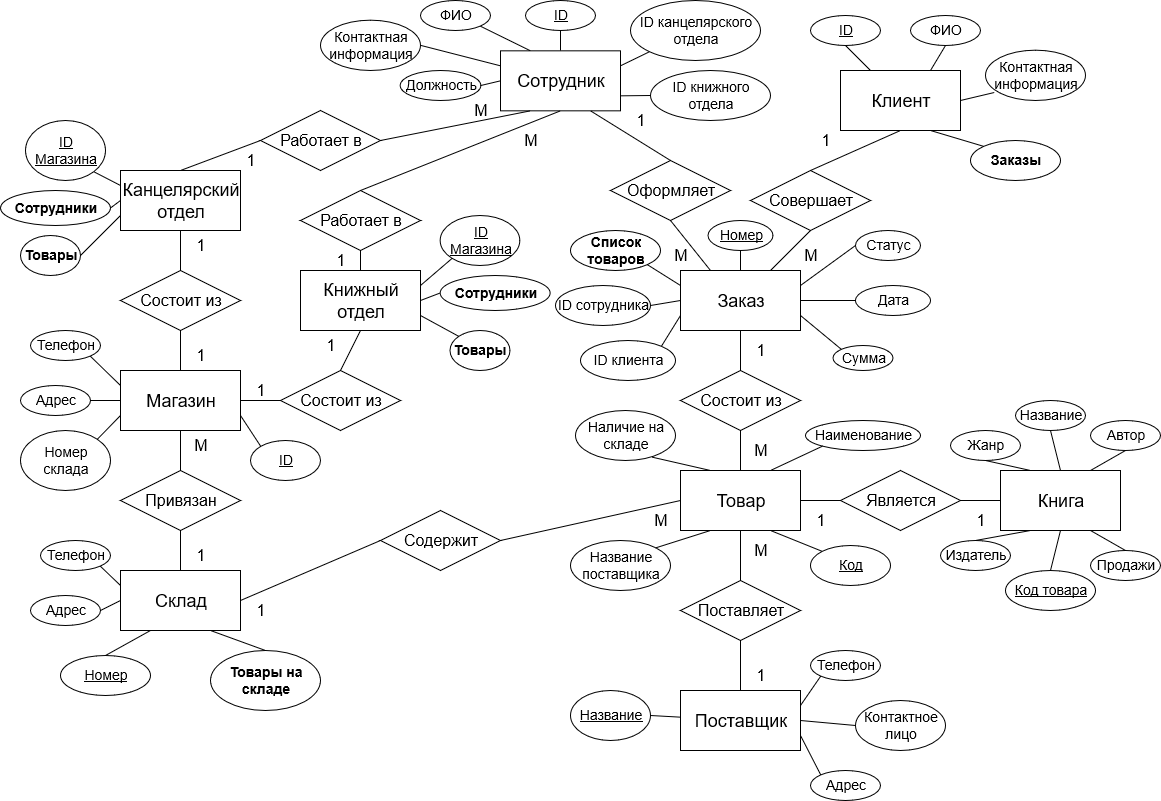 ФИО
ID
ID канцелярского
отдела
Контактная
информация
Сотрудник
Должность
ID книжного
отдела
ID
ФИО
Клиент
Контактная
информация
Заказы
M
M
1
1
Работает в
1
ID
Магазина
Канцелярский
отдел
Сотрудники
Товары
1
Оформляет
M
Совершает
M
Работает в
1
ID
Магазина
Книжный
отдел
Сотрудники
Товары
1
Номер
Список
товаров
Статус
ID сотрудника
Заказ
Дата
ID клиента
Сумма
1
Состоит из
1
Телефон
Адрес
Магазин
1
Состоит из
Номер
склада
ID
M
Состоит из
M
Наличие на
складе
Наименование
Товар
M
1
Является
1
Название
Жанр
Автор
Книга
Издатель
Продажи
Код товара
Привязан
1
Содержит
Название
поставщика
M
Код
Телефон
Адрес
Склад
1
Номер
Товары на
складе
Поставляет
1
Телефон
Название
Поставщик
Контактное
лицо
Адрес